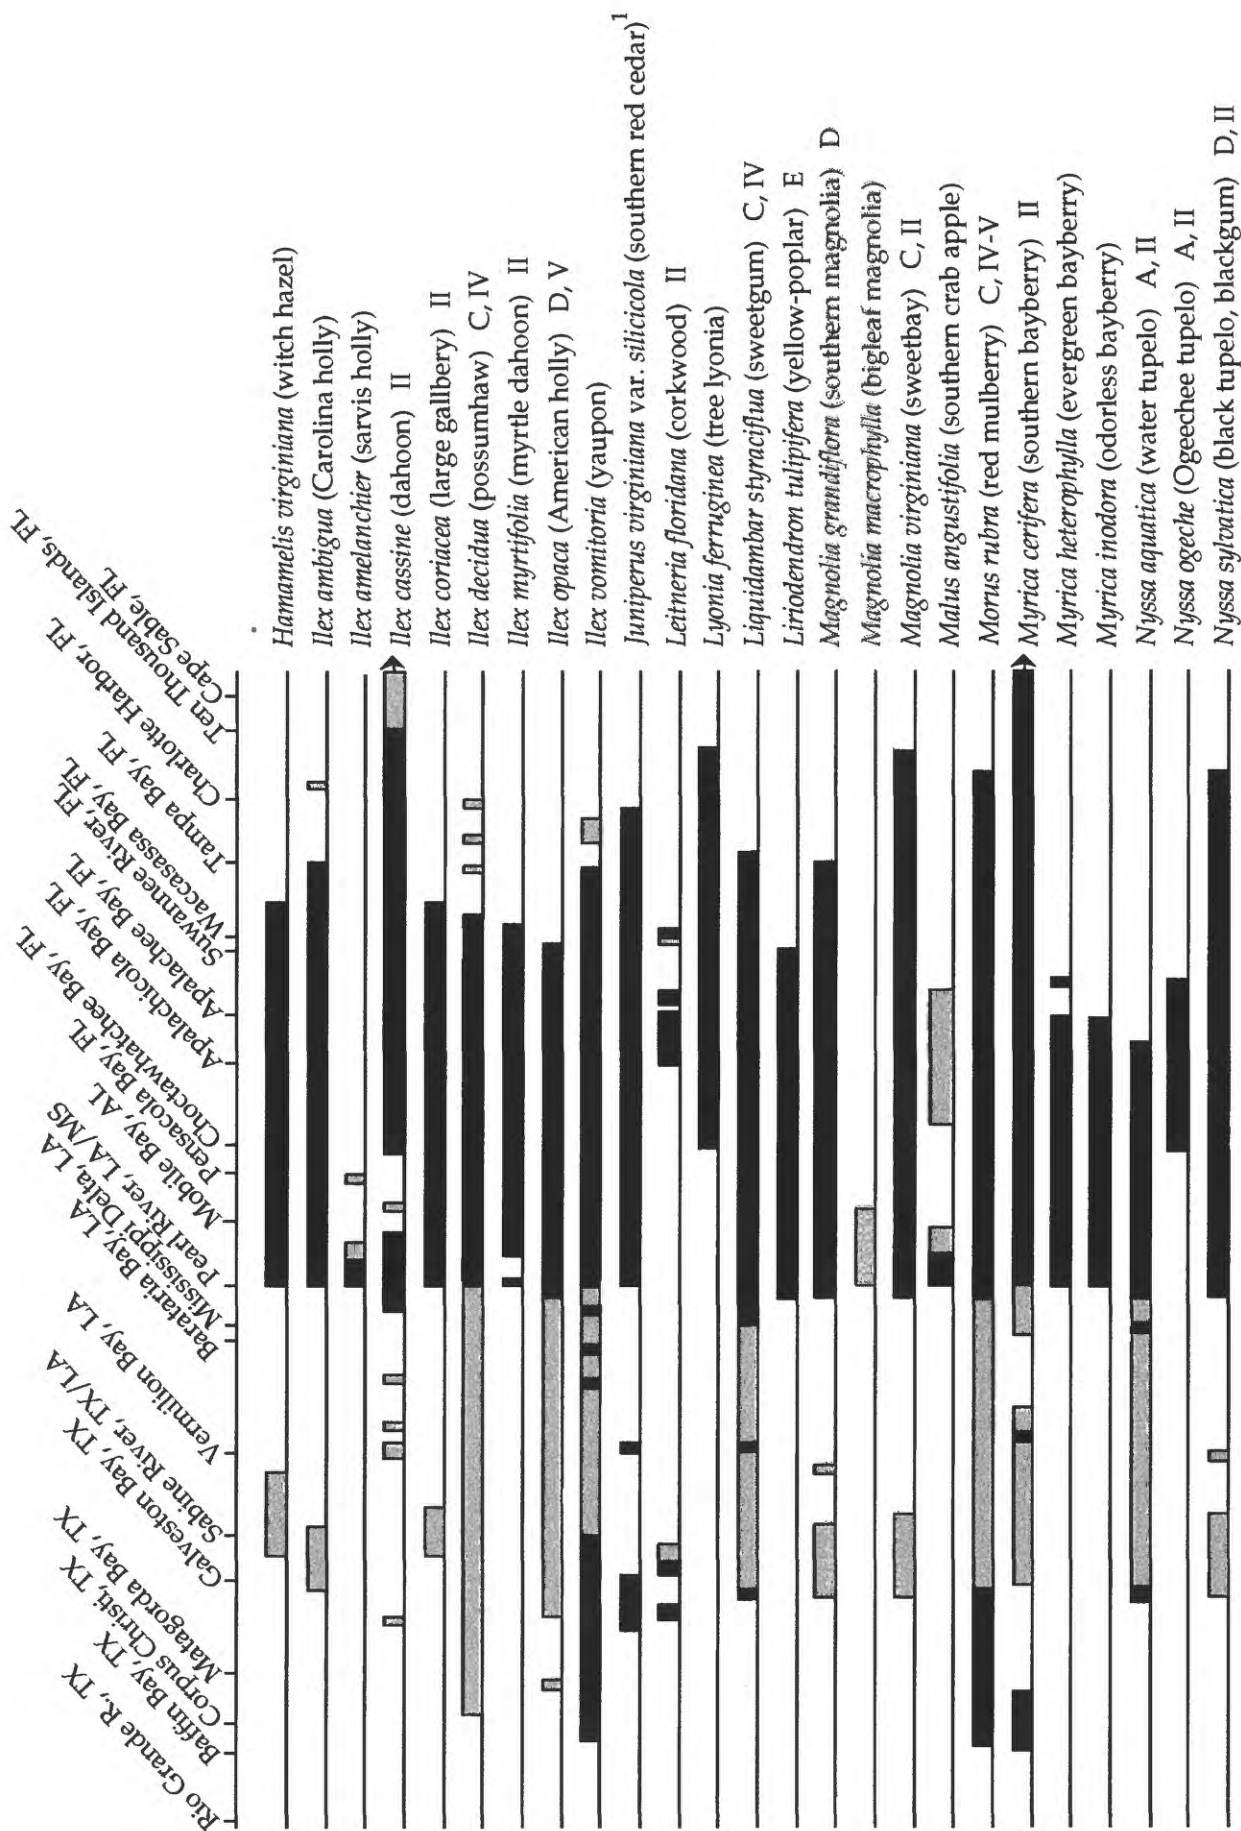 Rio Grande R, TX
Baffin Bay, TX
Corpus Christi, TX
Matagorda Bay, TX
Galveston Bay, TX
Sabine River, TX/LA
Vermilion Bay, LA
Barataria Bay, LA
Mississippi Delta, LA
Pearl River, LA/MS
Mobile Bay, AL
Pensacola Bay, FL
Choctawhatchee Bay, FL
Apalachicola Bay, FL
Apalachee Bay, FL
Suwannee River, FL
Waccasassa Bay, FL
Tampa Bay, FL
Charlotte Harbor, FL
Ten Thousand Islands, FL
Cape Sable, FL
Hamamelis virginiana (witch hazel)
Ilex ambigua (Carolina holly)
Ilex amelanchier (sarvis holly)
Ilex cassine (dahoon) II
Ilex coriacea (large gallbery) II
Ilex decidua (possumhaw) C, IV
Ilex myrtifolia (myrtle dahoon) II
Ilex opaca (American holly) D, V
Ilex vomitoria (yaupon)
Juniperus virginiana var. silicicola (southern red cedar)1
Leitneria floridana (corkwood) II
Lyonia ferruginea (tree lyonia)
Liquidambar styraciflua (sweetgum) C, IV
Liriodendron tulipifera (yellow-poplar) E
Magnolia grandiflora (southern magnolia) D
Magnolia macrophylla (bigleaf magnolia)
Magnolia virginiana (sweetbay) C, II
Malus angustifolia (southern crab apple)
Morus rubra (red mulberry) C, IV-V
Myrica cerifera (southern bayberry) II
Myrica heterophylla (evergreen bayberry)
Myrica inodora (odorless bayberry)
Nyssa aquatica (water tupelo) A, II
Nyssa ogeche (Ogeechee tupelo) A, II
Nyssa sylvatica (black tupelo, blackgum) D, II